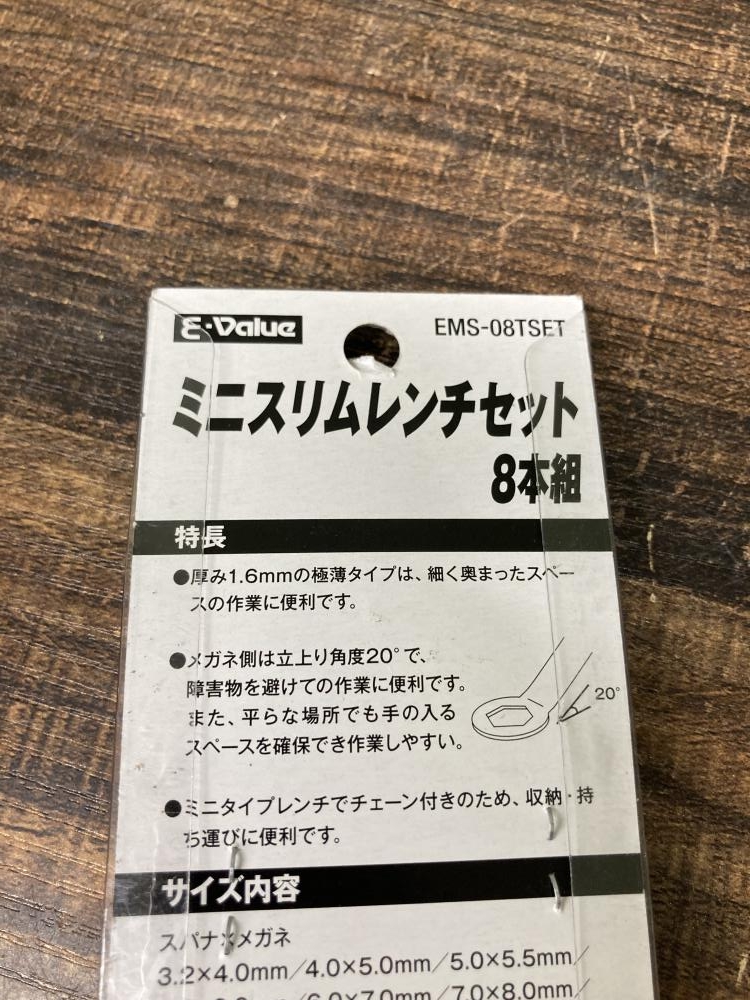 E-Value
EMS-08TSET
ミニスリムレンチセット
8本組
特長
●厚み1.6mmの極薄タイプは、細く奥まったスペー
スの作業に便利です。
●メガネ側は立上り角度20°で、
障害物を避けての作業に便利です。
また、平らな場所でも手の入る
スペースを確保でき作業しやすい。
20°
●ミニタイプレンチでチェーン付きのため、収納・持
ち運びに便利です。
サイズ内容
スパナ×メガネ
3.2×4.0mm/4.0×5.0mm/5.0×5.5mm/
6.0×7.0mm/7.0×8.0mm/